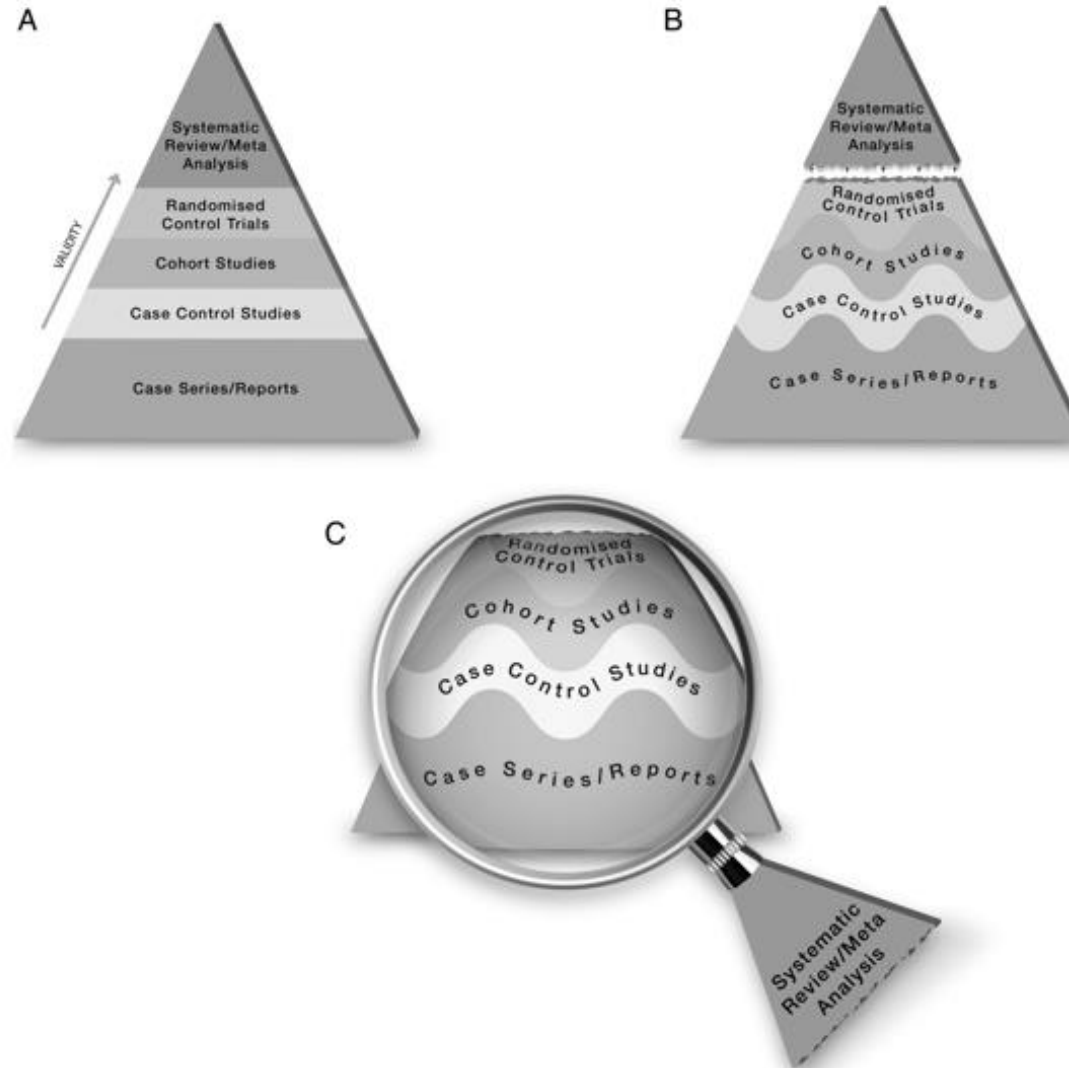 A
Systematic
Review/Meta
Analysis
Randomised
Control Trials
Cohort Studies
Case Control Studies
Case Series/Reports
VALIDITY
B
Systematic
Review/Meta
Analysis
Randomised
Control Trials
Cohort Studies
Case Control Studies
Case Series/Reports
C
Randomised
Control Trials
Cohort Studies
Case Control Studies
Case Series/Reports
Systematic
Review/Meta
Analysis